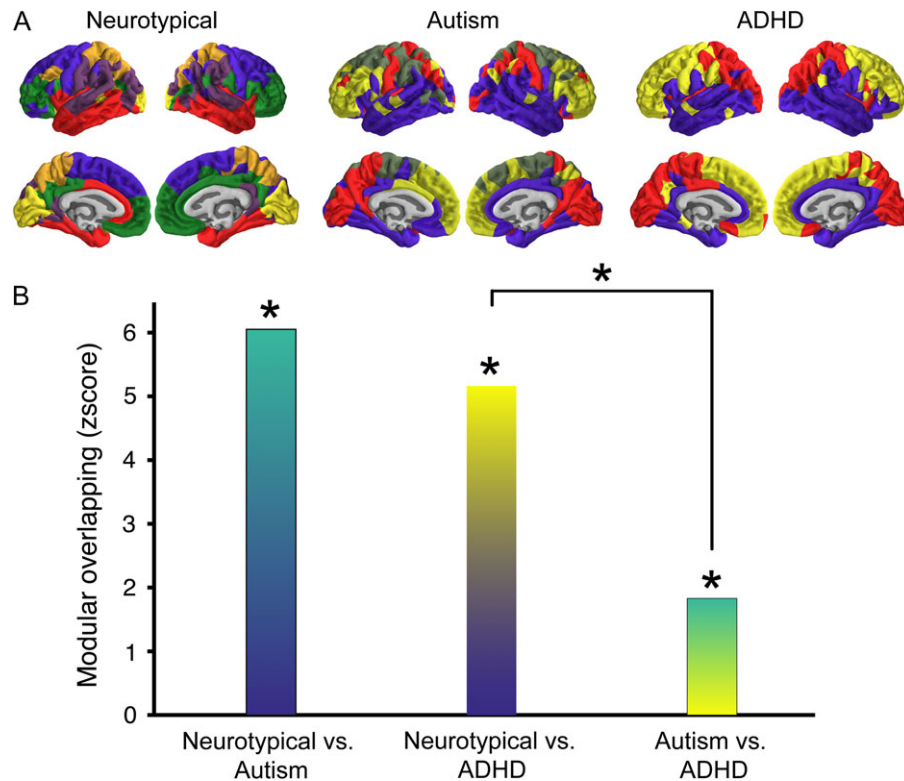 A
Neurotypical
Autism
ADHD
B
*
*
*
*
Modular overlapping (zscore)
6
5
4
3
2
1
0
Neurotypical vs.
Autism
Neurotypical vs.
ADHD
Autism vs.
ADHD